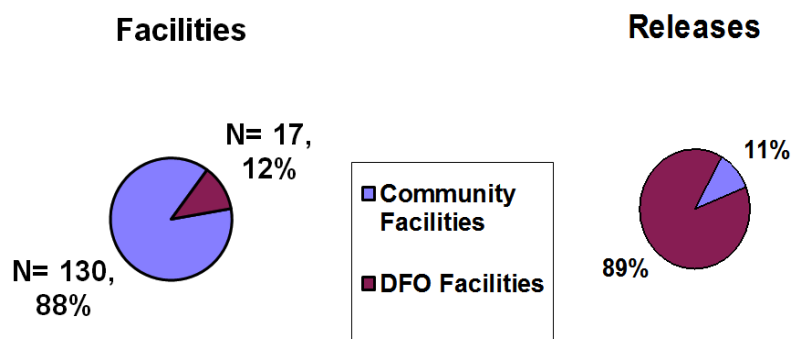 Facilities
Releases
N= 17,
12%
N= 130,
88%
Community
Facilities
DFO Facilities
11%
89%